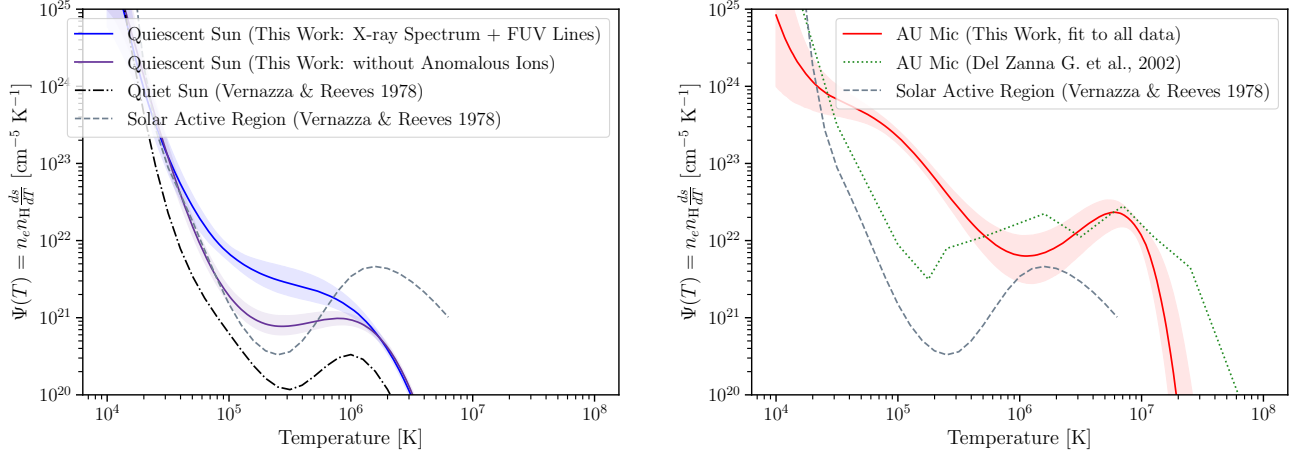 10^25
10^24
10^23
10^22
10^21
10^20
Ψ(T) = n_e n_H ds/dT [cm^−5 K^−1]
Quiescent Sun (This Work: X-ray Spectrum + FUV Lines)
Quiescent Sun (This Work: without Anomalous Ions)
Quiet Sun (Vernazza & Reeves 1978)
Solar Active Region (Vernazza & Reeves 1978)
10^4 10^5 10^6 10^7 10^8
Temperature [K]
10^25
10^24
10^23
10^22
10^21
10^20
Ψ(T) = n_e n_H ds/dT [cm^−5 K^−1]
AU Mic (This Work, fit to all data)
AU Mic (Del Zanna G. et al., 2002)
Solar Active Region (Vernazza & Reeves 1978)
10^4 10^5 10^6 10^7 10^8
Temperature [K]